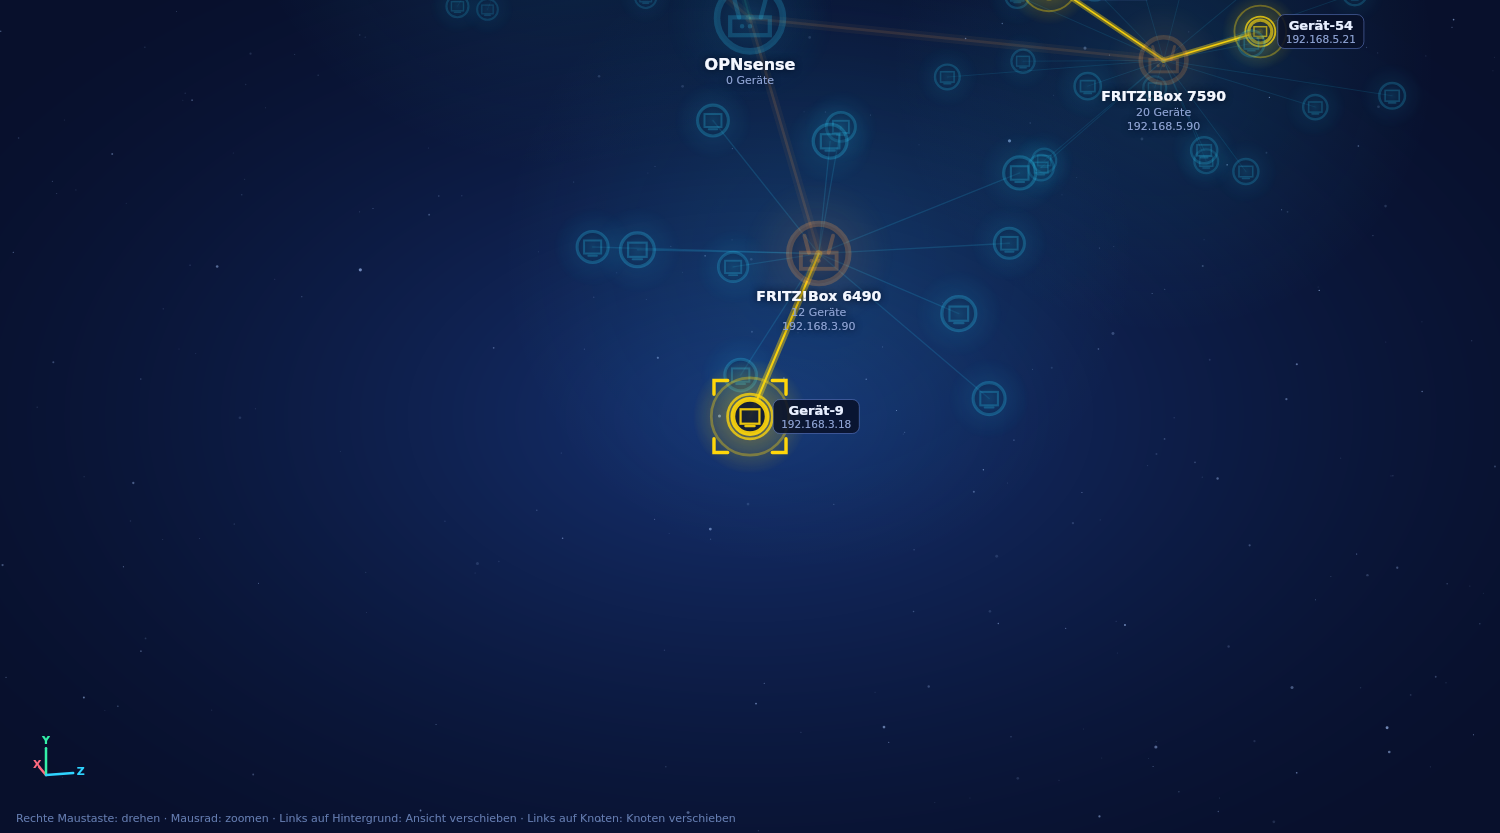 Gerät-54
192.168.5.21
OPNsense
0 Geräte
FRITZ!Box 7590
20 Geräte
192.168.5.90
FRITZ!Box 6490
12 Geräte
192.168.3.90
Gerät-9
192.168.3.18
Y
X
Z
Rechte Maustaste: drehen · Mausrad: zoomen · Links auf Hintergrund: Ansicht verschieben · Links auf Knoten: Knoten verschieben